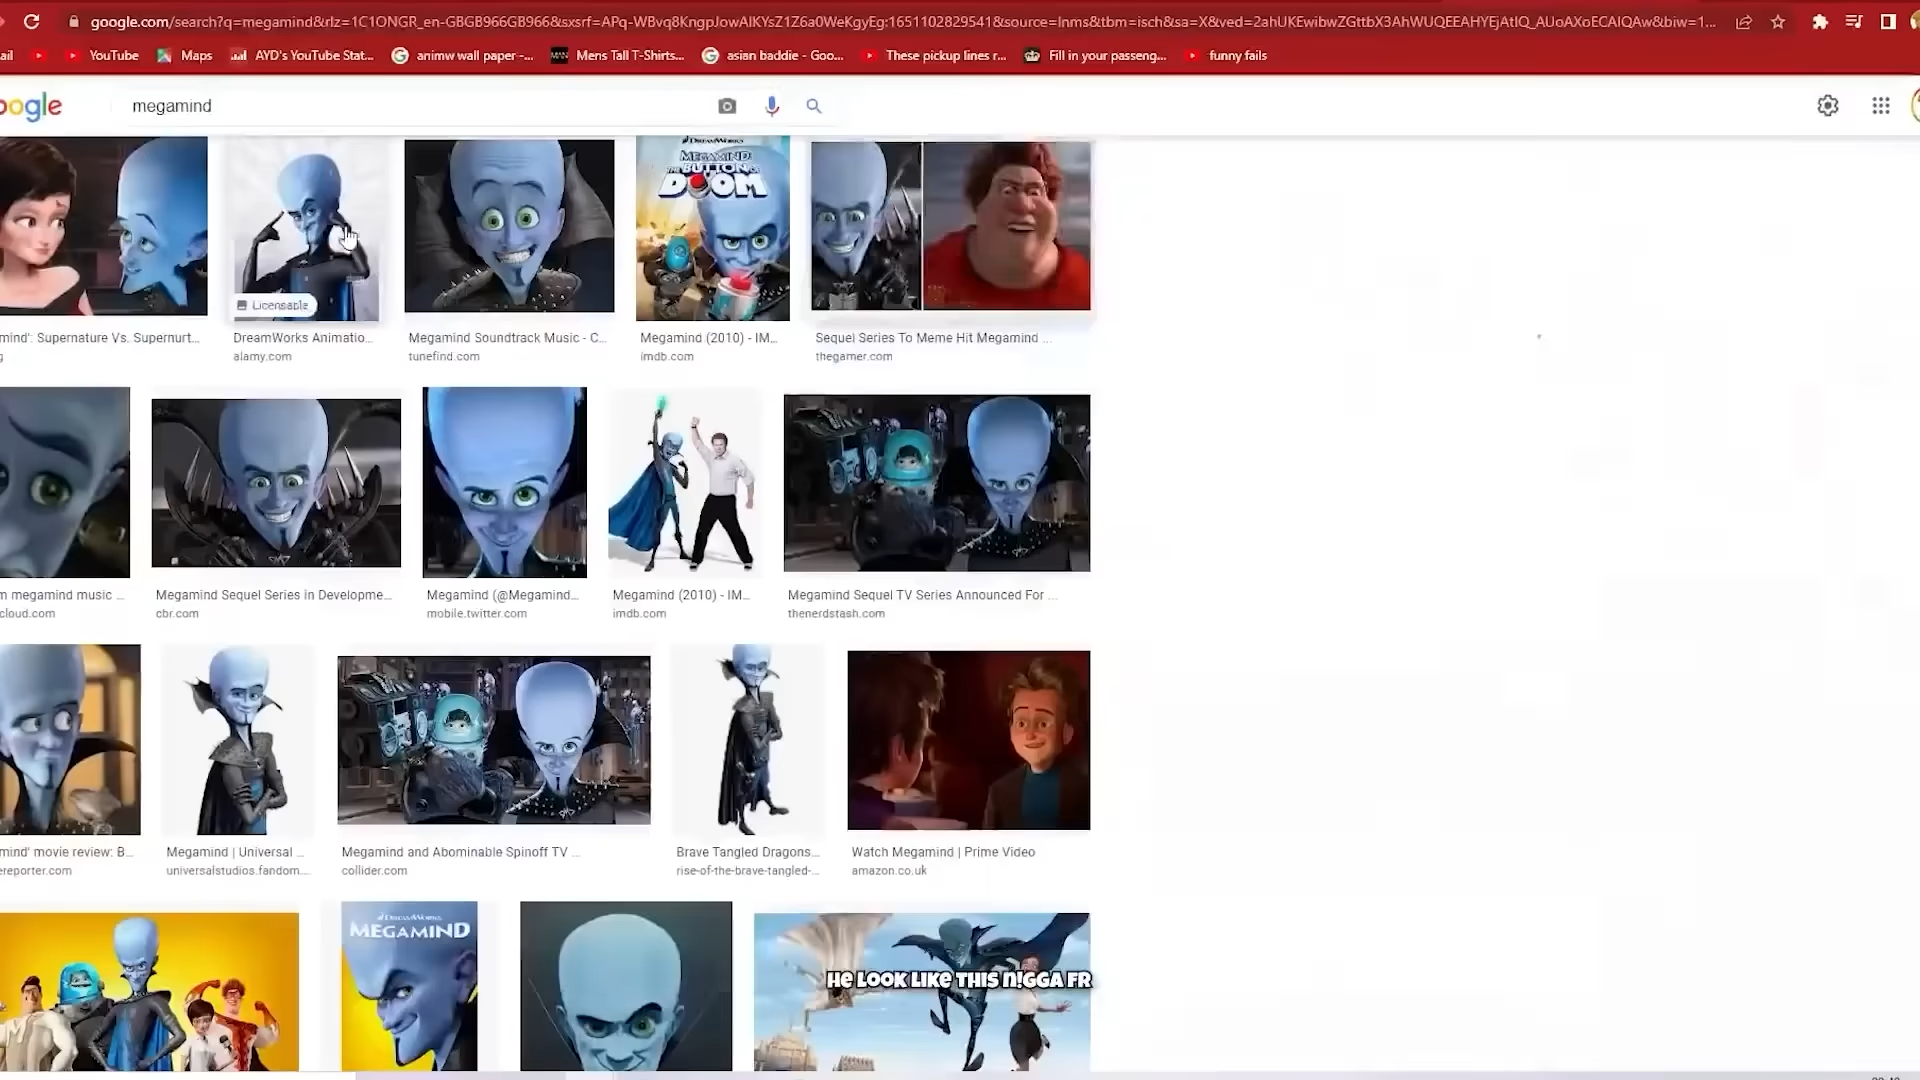 google.com/search?q=megamind&rlz=1C1ONGR_en-GBGB966GB966&sxsrf=APq-WBvq8KngpJowAlKYsZ1Z6a0WeKgyEg:1651102829541&source=lnms&tbm=isch&sa=X&ved=2ahUKEwibwZGttbX3AhWUQEEAHYEjAtIQ_AUoAXoECAIQAw&biw=1...
ail YouTube Maps AYD's YouTube Stat... animw wall paper -... Mens Tall T-Shirts... asian baddie - Goo... These pickup lines r... Fill in your passeng... funny fails
oogle megamind
DREAMWORKS
MEGAMIND:
THE BUTTON OF
DOOM
Licensable
mind': Supernature Vs. Supernurt... DreamWorks Animatio... Megamind Soundtrack Music - C... Megamind (2010) - IM... Sequel Series To Meme Hit Megamind ...
g alamy.com tunefind.com imdb.com thegamer.com
m megamind music ... Megamind Sequel Series in Developme... Megamind (@Megamind... Megamind (2010) - IM... Megamind Sequel TV Series Announced For ...
cloud.com cbr.com mobile.twitter.com imdb.com thenerdstash.com
mind' movie review: B... Megamind | Universal ... Megamind and Abominable Spinoff TV ... Brave Tangled Dragons... Watch Megamind | Prime Video
ereporter.com universalstudios.fandom.... collider.com rise-of-the-brave-tangled-... amazon.co.uk
DREAMWORKS
MEGAMIND
HE LOOK LIKE THIS N!GGA FR